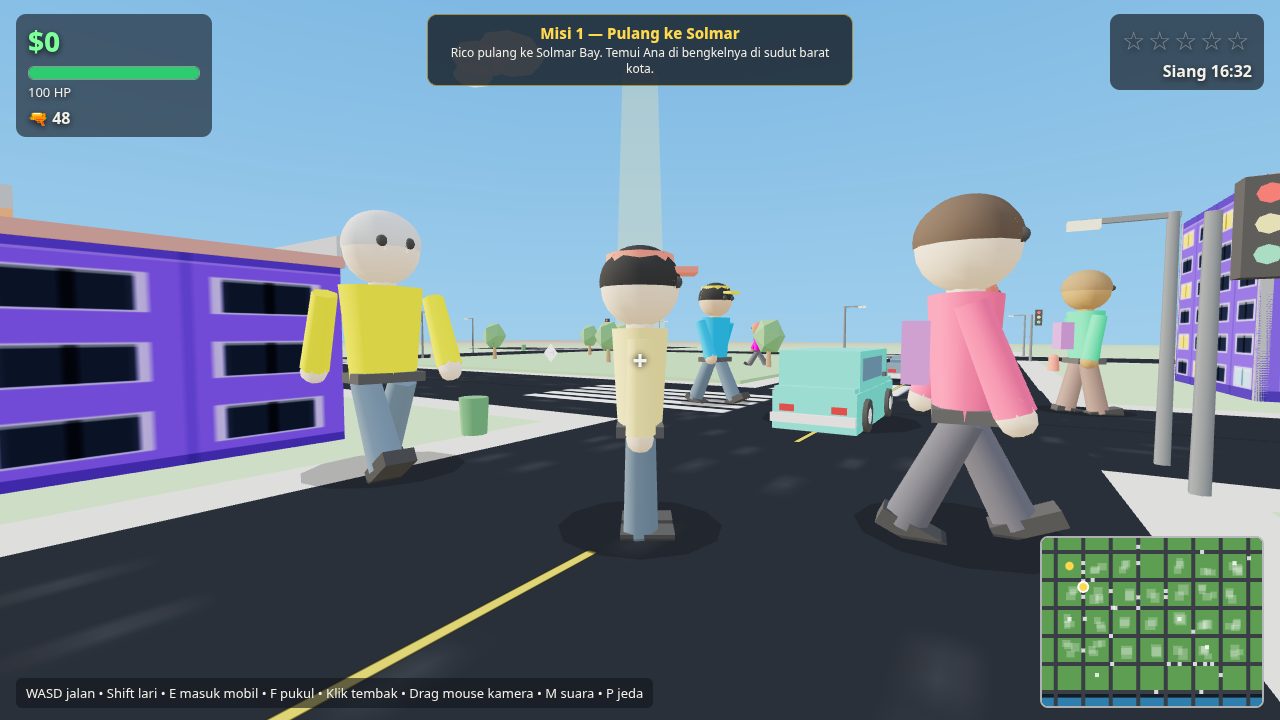 $0
100 HP
48
Misi 1 — Pulang ke Solmar
Rico pulang ke Solmar Bay. Temui Ana di bengkelnya di sudut barat
kota.
☆☆☆☆☆
Siang 16:32
WASD jalan • Shift lari • E masuk mobil • F pukul • Klik tembak • Drag mouse kamera • M suara • P jeda